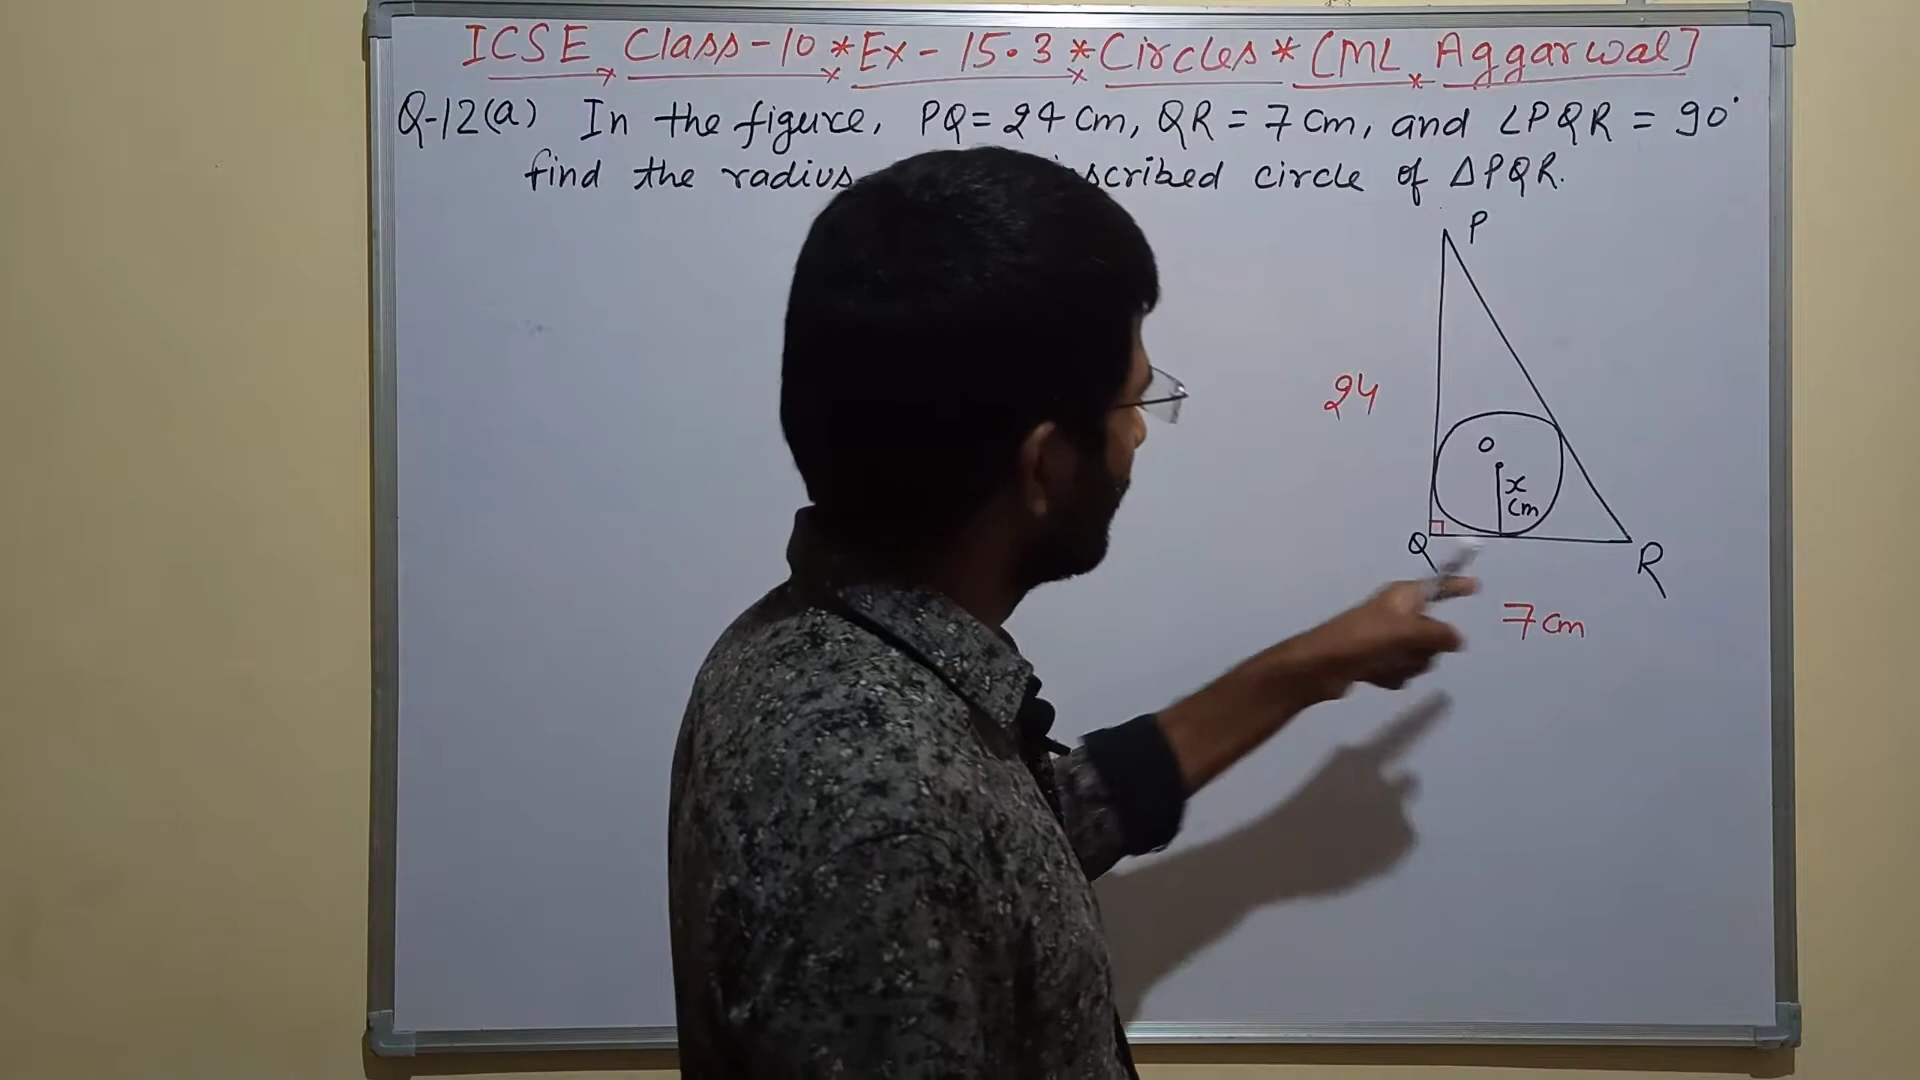 ICSE Class-10 * Ex-15.3 * Circles * [ML Aggarwal]
Q-12(a) In the figure, PQ = 24 cm, QR = 7 cm, and ∠PQR = 90°
find the radius scribed circle of ΔPQR.
P
24
O
x
cm
Q
R
7 cm